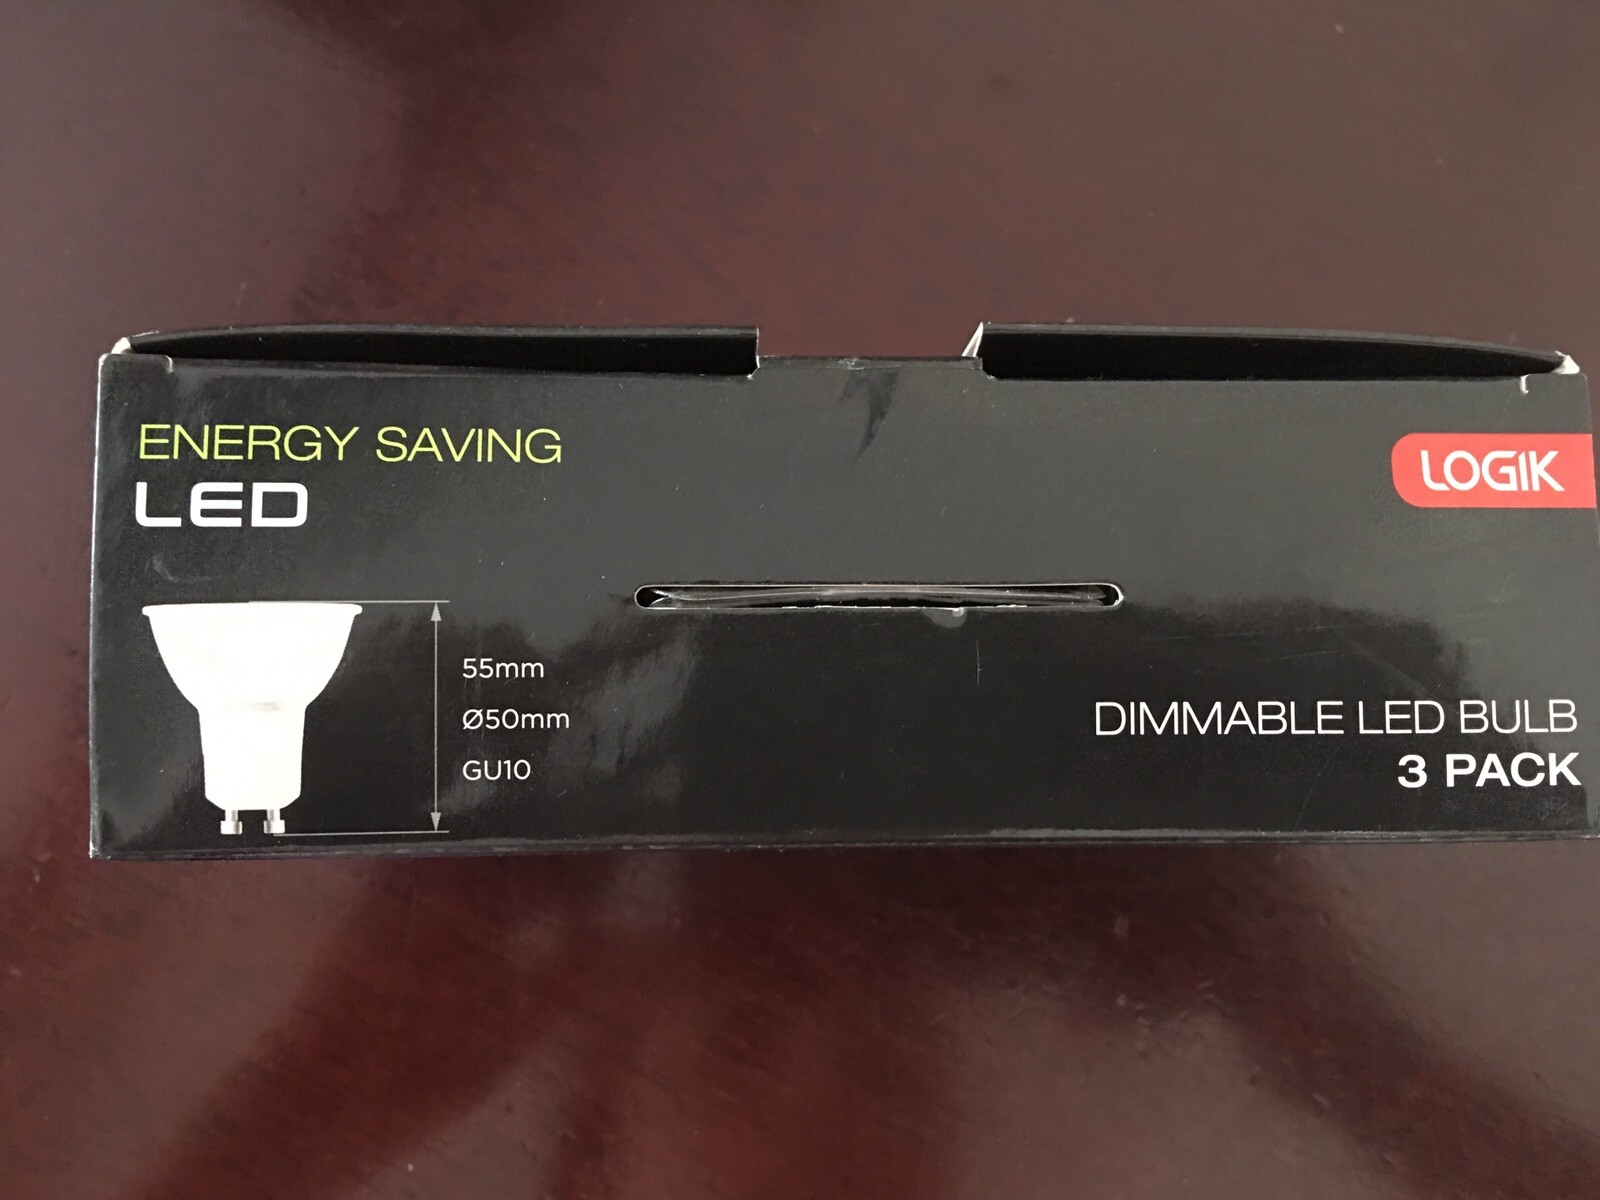 ENERGY SAVING
LED
LOGIK
55mm
Ø50mm
GU10
DIMMABLE LED BULB
3 PACK